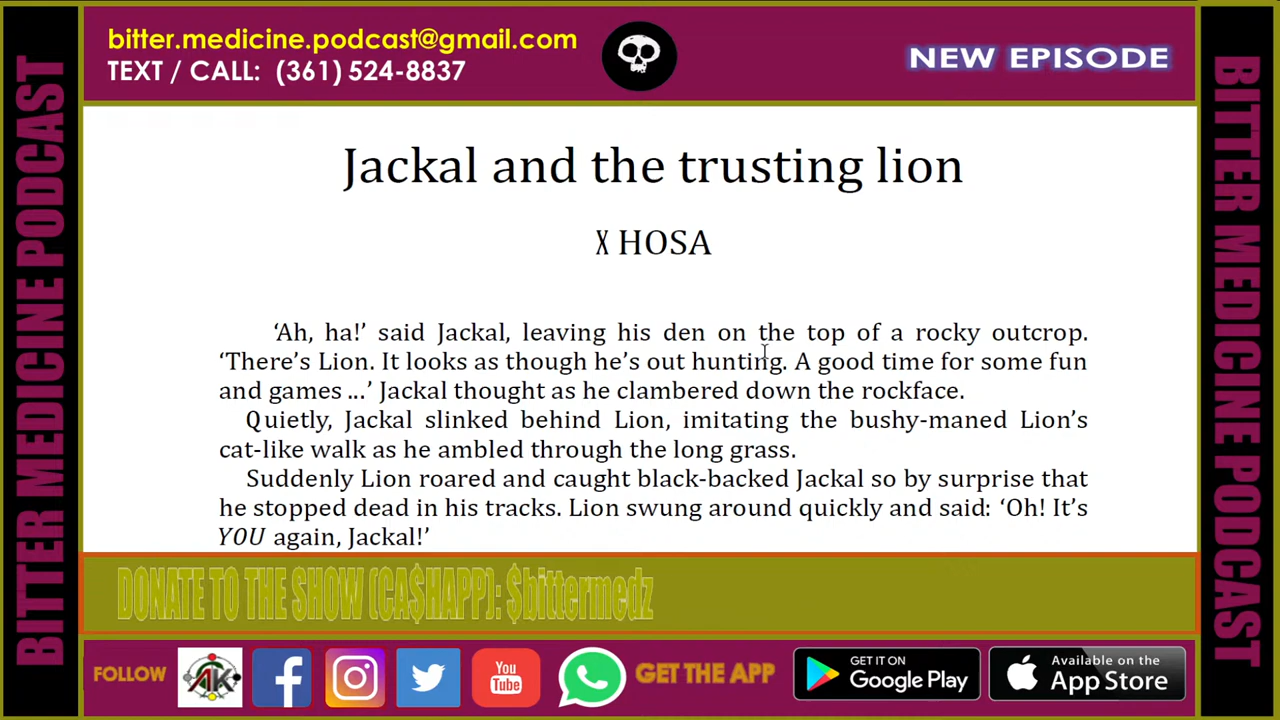 bitter.medicine.podcast@gmail.com
TEXT / CALL: (361) 524-8837
NEW EPISODE
BITTER MEDICINE PODCAST
Jackal and the trusting lion
XHOSA
‘Ah, ha!’ said Jackal, leaving his den on the top of a rocky outcrop.
‘There’s Lion. It looks as though he’s out hunting. A good time for some fun
and games ...’ Jackal thought as he clambered down the rockface.
Quietly, Jackal slinked behind Lion, imitating the bushy-maned Lion’s
cat-like walk as he ambled through the long grass.
Suddenly Lion roared and caught black-backed Jackal so by surprise that
he stopped dead in his tracks. Lion swung around quickly and said: ‘Oh! It’s
YOU again, Jackal!’
BITTER MEDICINE PODCAST
DONATE TO THE SHOW (CA$HAPP): $bittermedz
FOLLOW
ATK
You
Tube
GET THE APP
GET IT ON
Google Play
Available on the
App Store